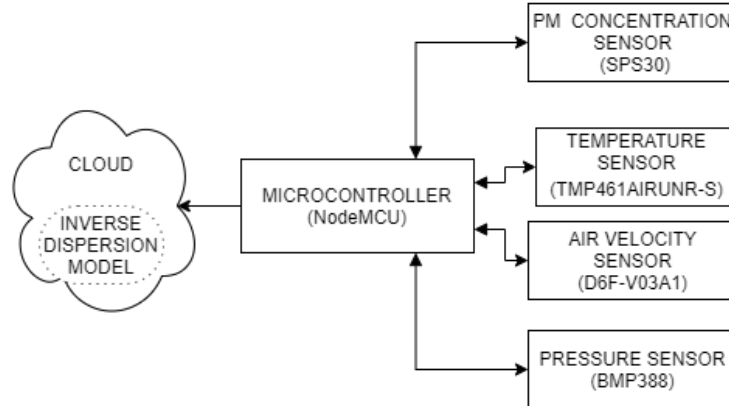 PM CONCENTRATION
SENSOR
(SPS30)
CLOUD
INVERSE
DISPERSION
MODEL
MICROCONTROLLER
(NodeMCU)
TEMPERATURE
SENSOR
(TMP461AIRUNR-S)
AIR VELOCITY
SENSOR
(D6F-V03A1)
PRESSURE SENSOR
(BMP388)